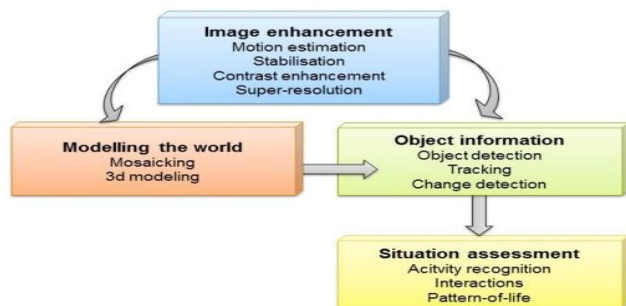 Image enhancement
Motion estimation
Stabilisation
Contrast enhancement
Super-resolution
Modelling the world
Mosaicking
3d modeling
Object information
Object detection
Tracking
Change detection
Situation assessment
Acitvity recognition
Interactions
Pattern-of-life